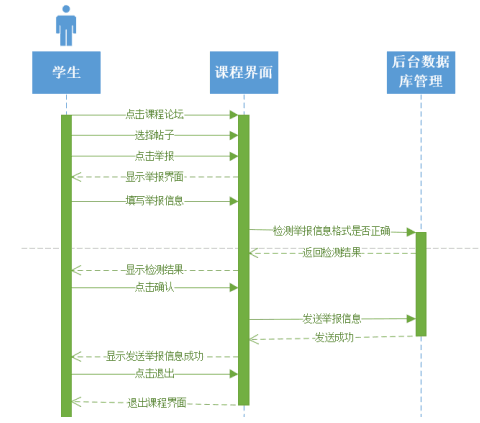 学生
课程界面
后台数据
库管理
点击课程论坛
选择帖子
点击举报
显示举报界面
填写举报信息
检测举报信息格式是否正确
返回检测结果
显示检测结果
点击确认
发送举报信息
发送成功
显示发送举报信息成功
点击退出
退出课程界面